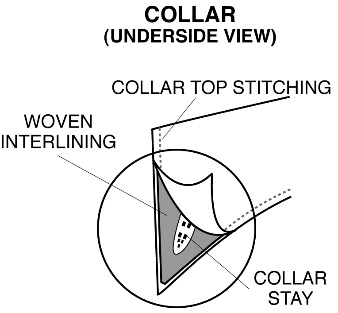 COLLAR
(UNDERSIDE VIEW)
COLLAR TOP STITCHING
WOVEN
INTERLINING
COLLAR
STAY